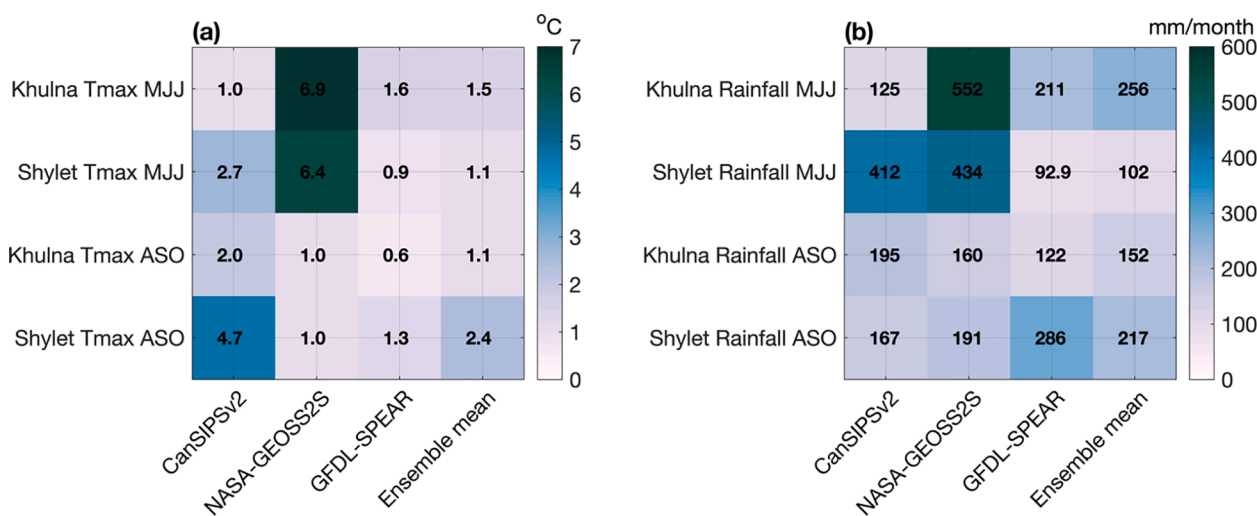 (a)
°C
Khulna Tmax MJJ 1.0 6.9 1.6 1.5
Shylet Tmax MJJ 2.7 6.4 0.9 1.1
Khulna Tmax ASO 2.0 1.0 0.6 1.1
Shylet Tmax ASO 4.7 1.0 1.3 2.4
7
6
5
4
3
2
1
0
CanSIPSv2
NASA-GEOSS2S
GFDL-SPEAR
Ensemble mean
(b)
mm/month
Khulna Rainfall MJJ 125 552 211 256
Shylet Rainfall MJJ 412 434 92.9 102
Khulna Rainfall ASO 195 160 122 152
Shylet Rainfall ASO 167 191 286 217
600
500
400
300
200
100
0
CanSIPSv2
NASA-GEOSS2S
GFDL-SPEAR
Ensemble mean